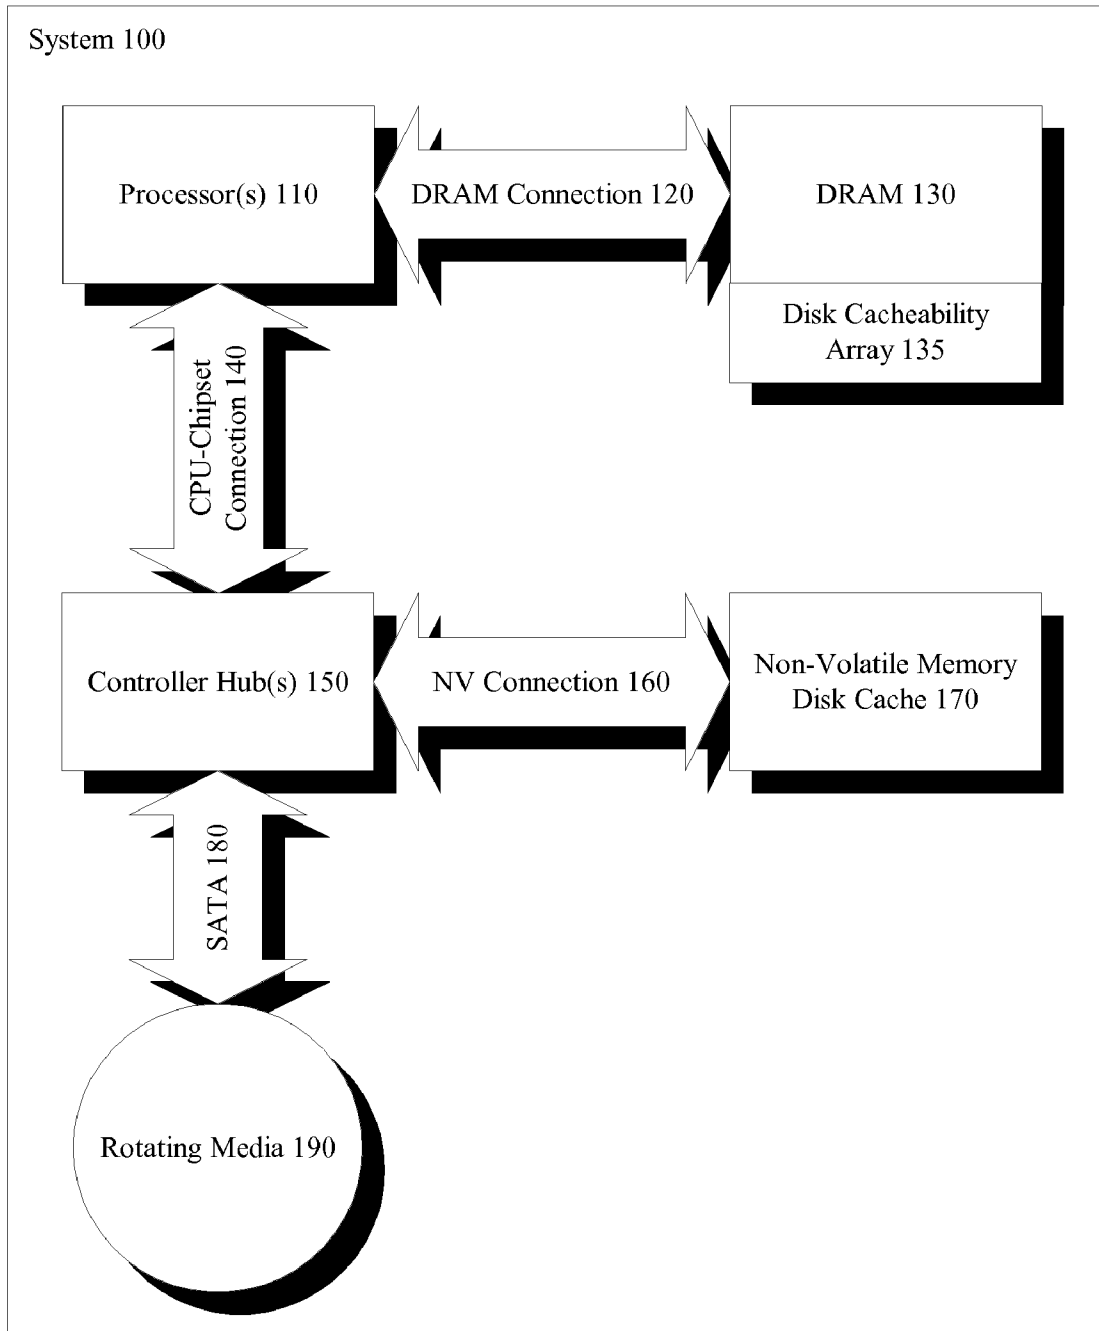 System 100
Processor(s) 110
DRAM Connection 120
DRAM 130
Disk Cacheability
Array 135
CPU-Chipset
Connection 140
Controller Hub(s) 150
NV Connection 160
Non-Volatile Memory
Disk Cache 170
SATA 180
Rotating Media 190